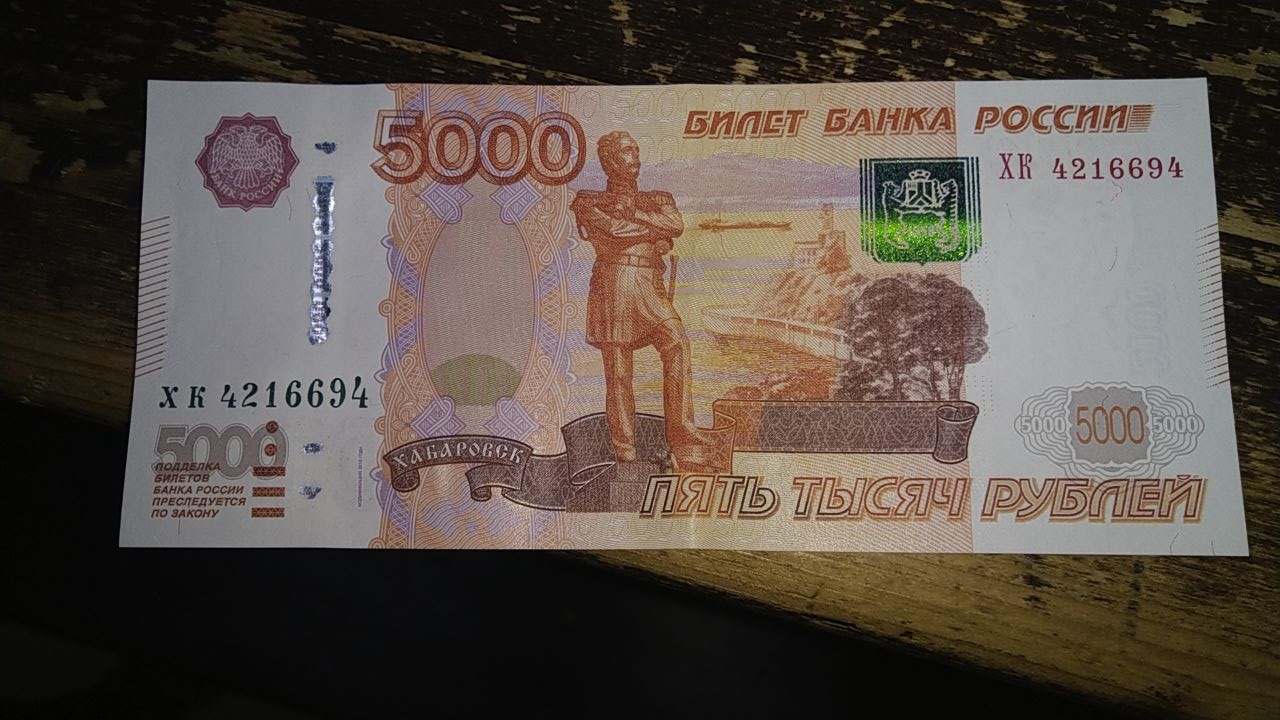 5000
БИЛЕТ БАНКА РОССИИ
ХК 4216694
БАНК РОССИИ
ХК 4216694
5000
ХАБАРОВСК
ПОДДЕЛКА
БИЛЕТОВ
БАНКА РОССИИ
ПРЕСЛЕДУЕТСЯ
ПО ЗАКОНУ
5000 5000 5000
ПЯТЬ ТЫСЯЧ РУБЛЕЙ